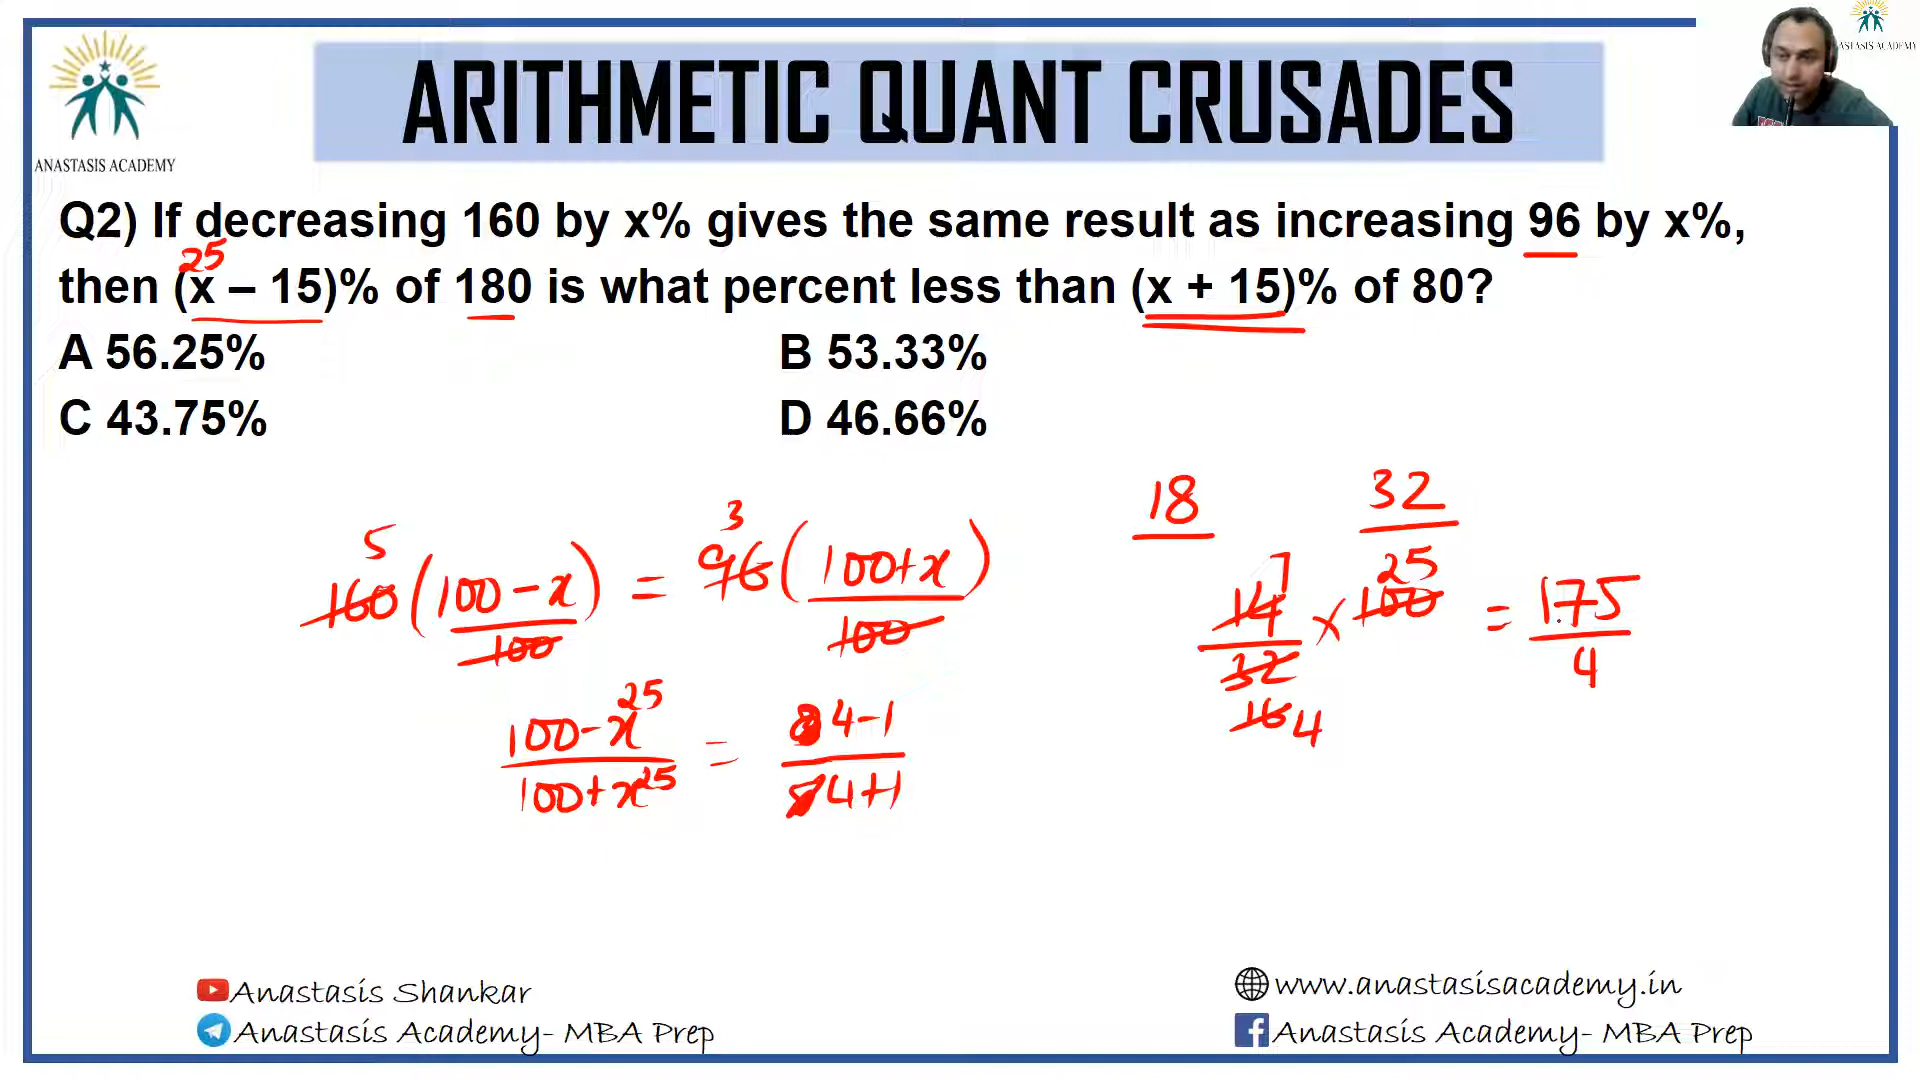 ANASTASIS ACADEMY
ARITHMETIC QUANT CRUSADES
ANASTASIS ACADEMY
Q2) If decreasing 160 by x% gives the same result as increasing 96 by x%,
25
then (x – 15)% of 180 is what percent less than (x + 15)% of 80?
A 56.25%
B 53.33%
C 43.75%
D 46.66%
5 3
160 (100 - x) = 96 (100 + x)
100 100
25
100 - x = 4 - 1
100 + x 25 4 + 1
18 32
7 25
14 × 100 = 175
32 4
16 4
Anastasis Shankar
Anastasis Academy- MBA Prep
www.anastasisacademy.in
Anastasis Academy- MBA Prep